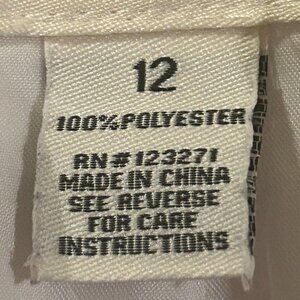 12
100% POLYESTER
RN#123271
MADE IN CHINA
SEE REVERSE
FOR CARE
INSTRUCTIONS